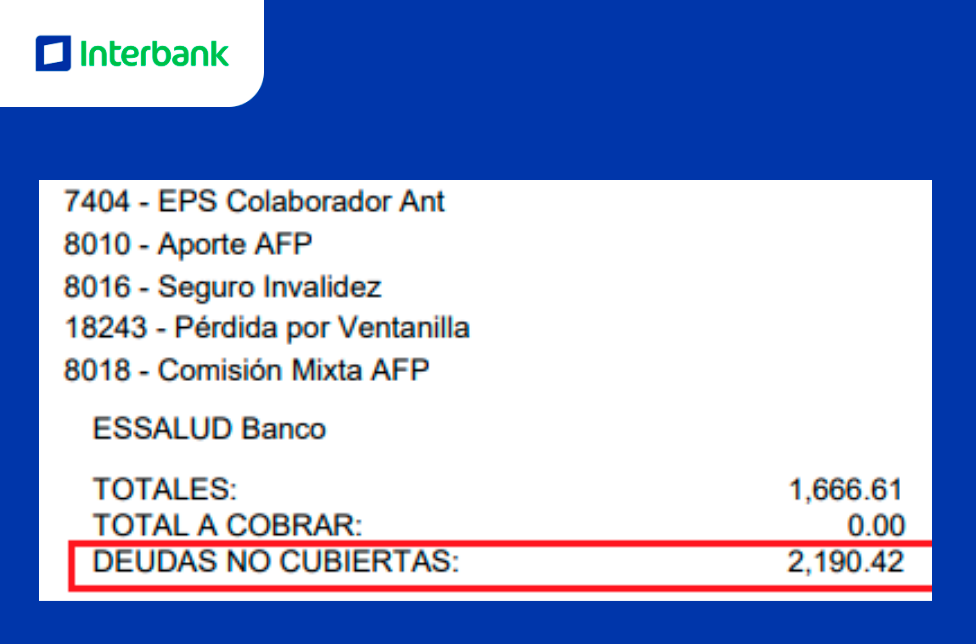 Interbank
7404 - EPS Colaborador Ant
8010 - Aporte AFP
8016 - Seguro Invalidez
18243 - Pérdida por Ventanilla
8018 - Comisión Mixta AFP
ESSALUD Banco
TOTALES: 1,666.61
TOTAL A COBRAR: 0.00
DEUDAS NO CUBIERTAS: 2,190.42